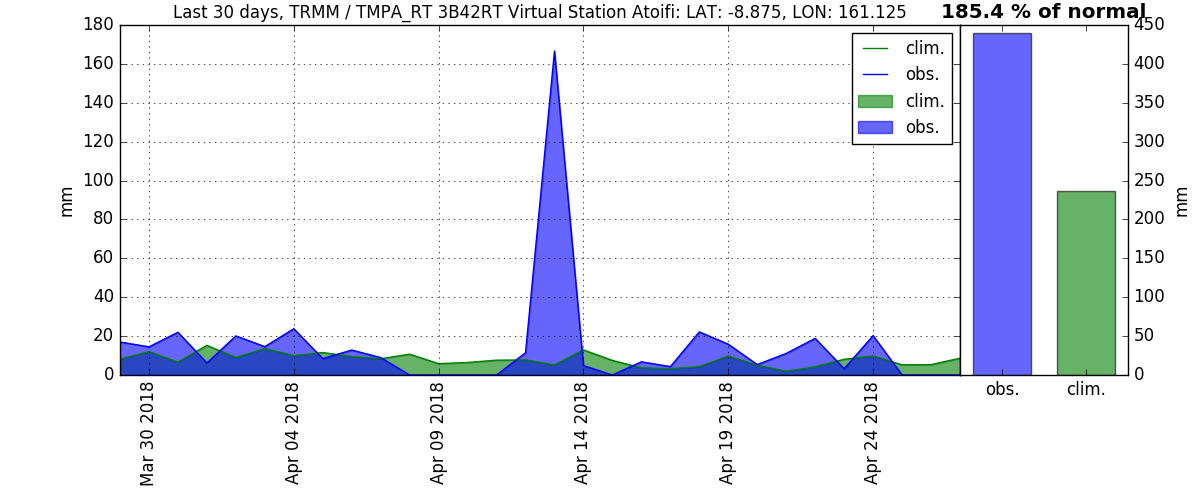 Last 30 days, TRMM / TMPA_RT 3B42RT Virtual Station Atoifi: LAT: -8.875, LON: 161.125
185.4 % of normal
180
160
140
120
100
80
60
40
20
0
mm
clim.
obs.
clim.
obs.
Mar 30 2018
Apr 04 2018
Apr 09 2018
Apr 14 2018
Apr 19 2018
Apr 24 2018
450
400
350
300
250
200
150
100
50
0
mm
obs.
clim.